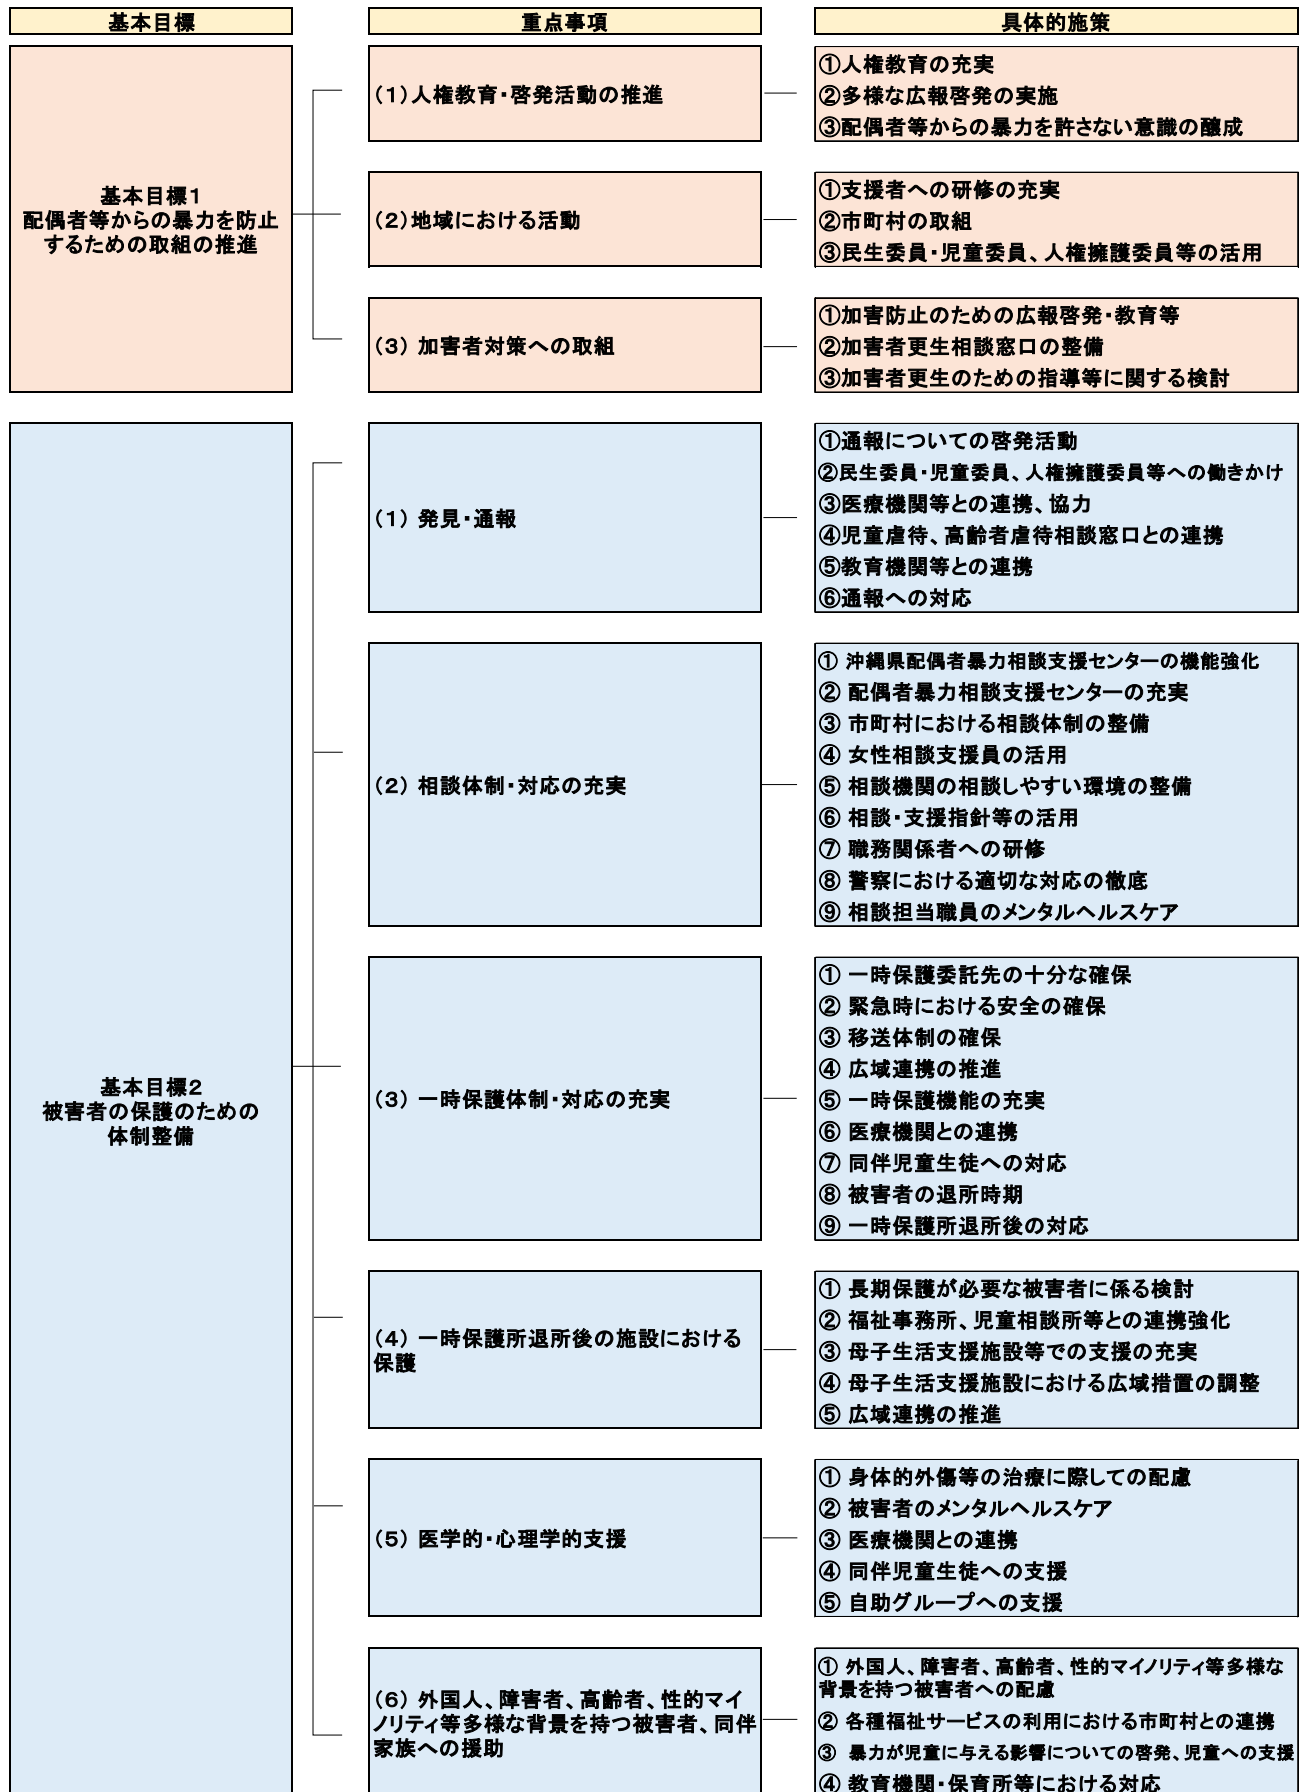 基本目標
重点事項
具体的施策
基本目標1
配偶者等からの暴力を防止
するための取組の推進
(1)人権教育・啓発活動の推進
①人権教育の充実
②多様な広報啓発の実施
③配偶者等からの暴力を許さない意識の醸成
(2)地域における活動
①支援者への研修の充実
②市町村の取組
③民生委員・児童委員、人権擁護委員等の活用
(3) 加害者対策への取組
①加害防止のための広報啓発・教育等
②加害者更生相談窓口の整備
③加害者更生のための指導等に関する検討
基本目標2
被害者の保護のための
体制整備
(1) 発見・通報
①通報についての啓発活動
②民生委員・児童委員、人権擁護委員等への働きかけ
③医療機関等との連携、協力
④児童虐待、高齢者虐待相談窓口との連携
⑤教育機関等との連携
⑥通報への対応
(2) 相談体制・対応の充実
① 沖縄県配偶者暴力相談支援センターの機能強化
② 配偶者暴力相談支援センターの充実
③ 市町村における相談体制の整備
④ 女性相談支援員の活用
⑤ 相談機関の相談しやすい環境の整備
⑥ 相談・支援指針等の活用
⑦ 職務関係者への研修
⑧ 警察における適切な対応の徹底
⑨ 相談担当職員のメンタルヘルスケア
(3) 一時保護体制・対応の充実
① 一時保護委託先の十分な確保
② 緊急時における安全の確保
③ 移送体制の確保
④ 広域連携の推進
⑤ 一時保護機能の充実
⑥ 医療機関との連携
⑦ 同伴児童生徒への対応
⑧ 被害者の退所時期
⑨ 一時保護所退所後の対応
(4) 一時保護所退所後の施設における
保護
① 長期保護が必要な被害者に係る検討
② 福祉事務所、児童相談所等との連携強化
③ 母子生活支援施設等での支援の充実
④ 母子生活支援施設における広域措置の調整
⑤ 広域連携の推進
(5) 医学的・心理学的支援
① 身体的外傷等の治療に際しての配慮
② 被害者のメンタルヘルスケア
③ 医療機関との連携
④ 同伴児童生徒への支援
⑤ 自助グループへの支援
(6) 外国人、障害者、高齢者、性的マイ
ノリティ等多様な背景を持つ被害者、同伴
家族への援助
① 外国人、障害者、高齢者、性的マイノリティ等多様な
背景を持つ被害者への配慮
② 各種福祉サービスの利用における市町村との連携
③ 暴力が児童に与える影響についての啓発、児童への支援
④ 教育機関・保育所等における対応